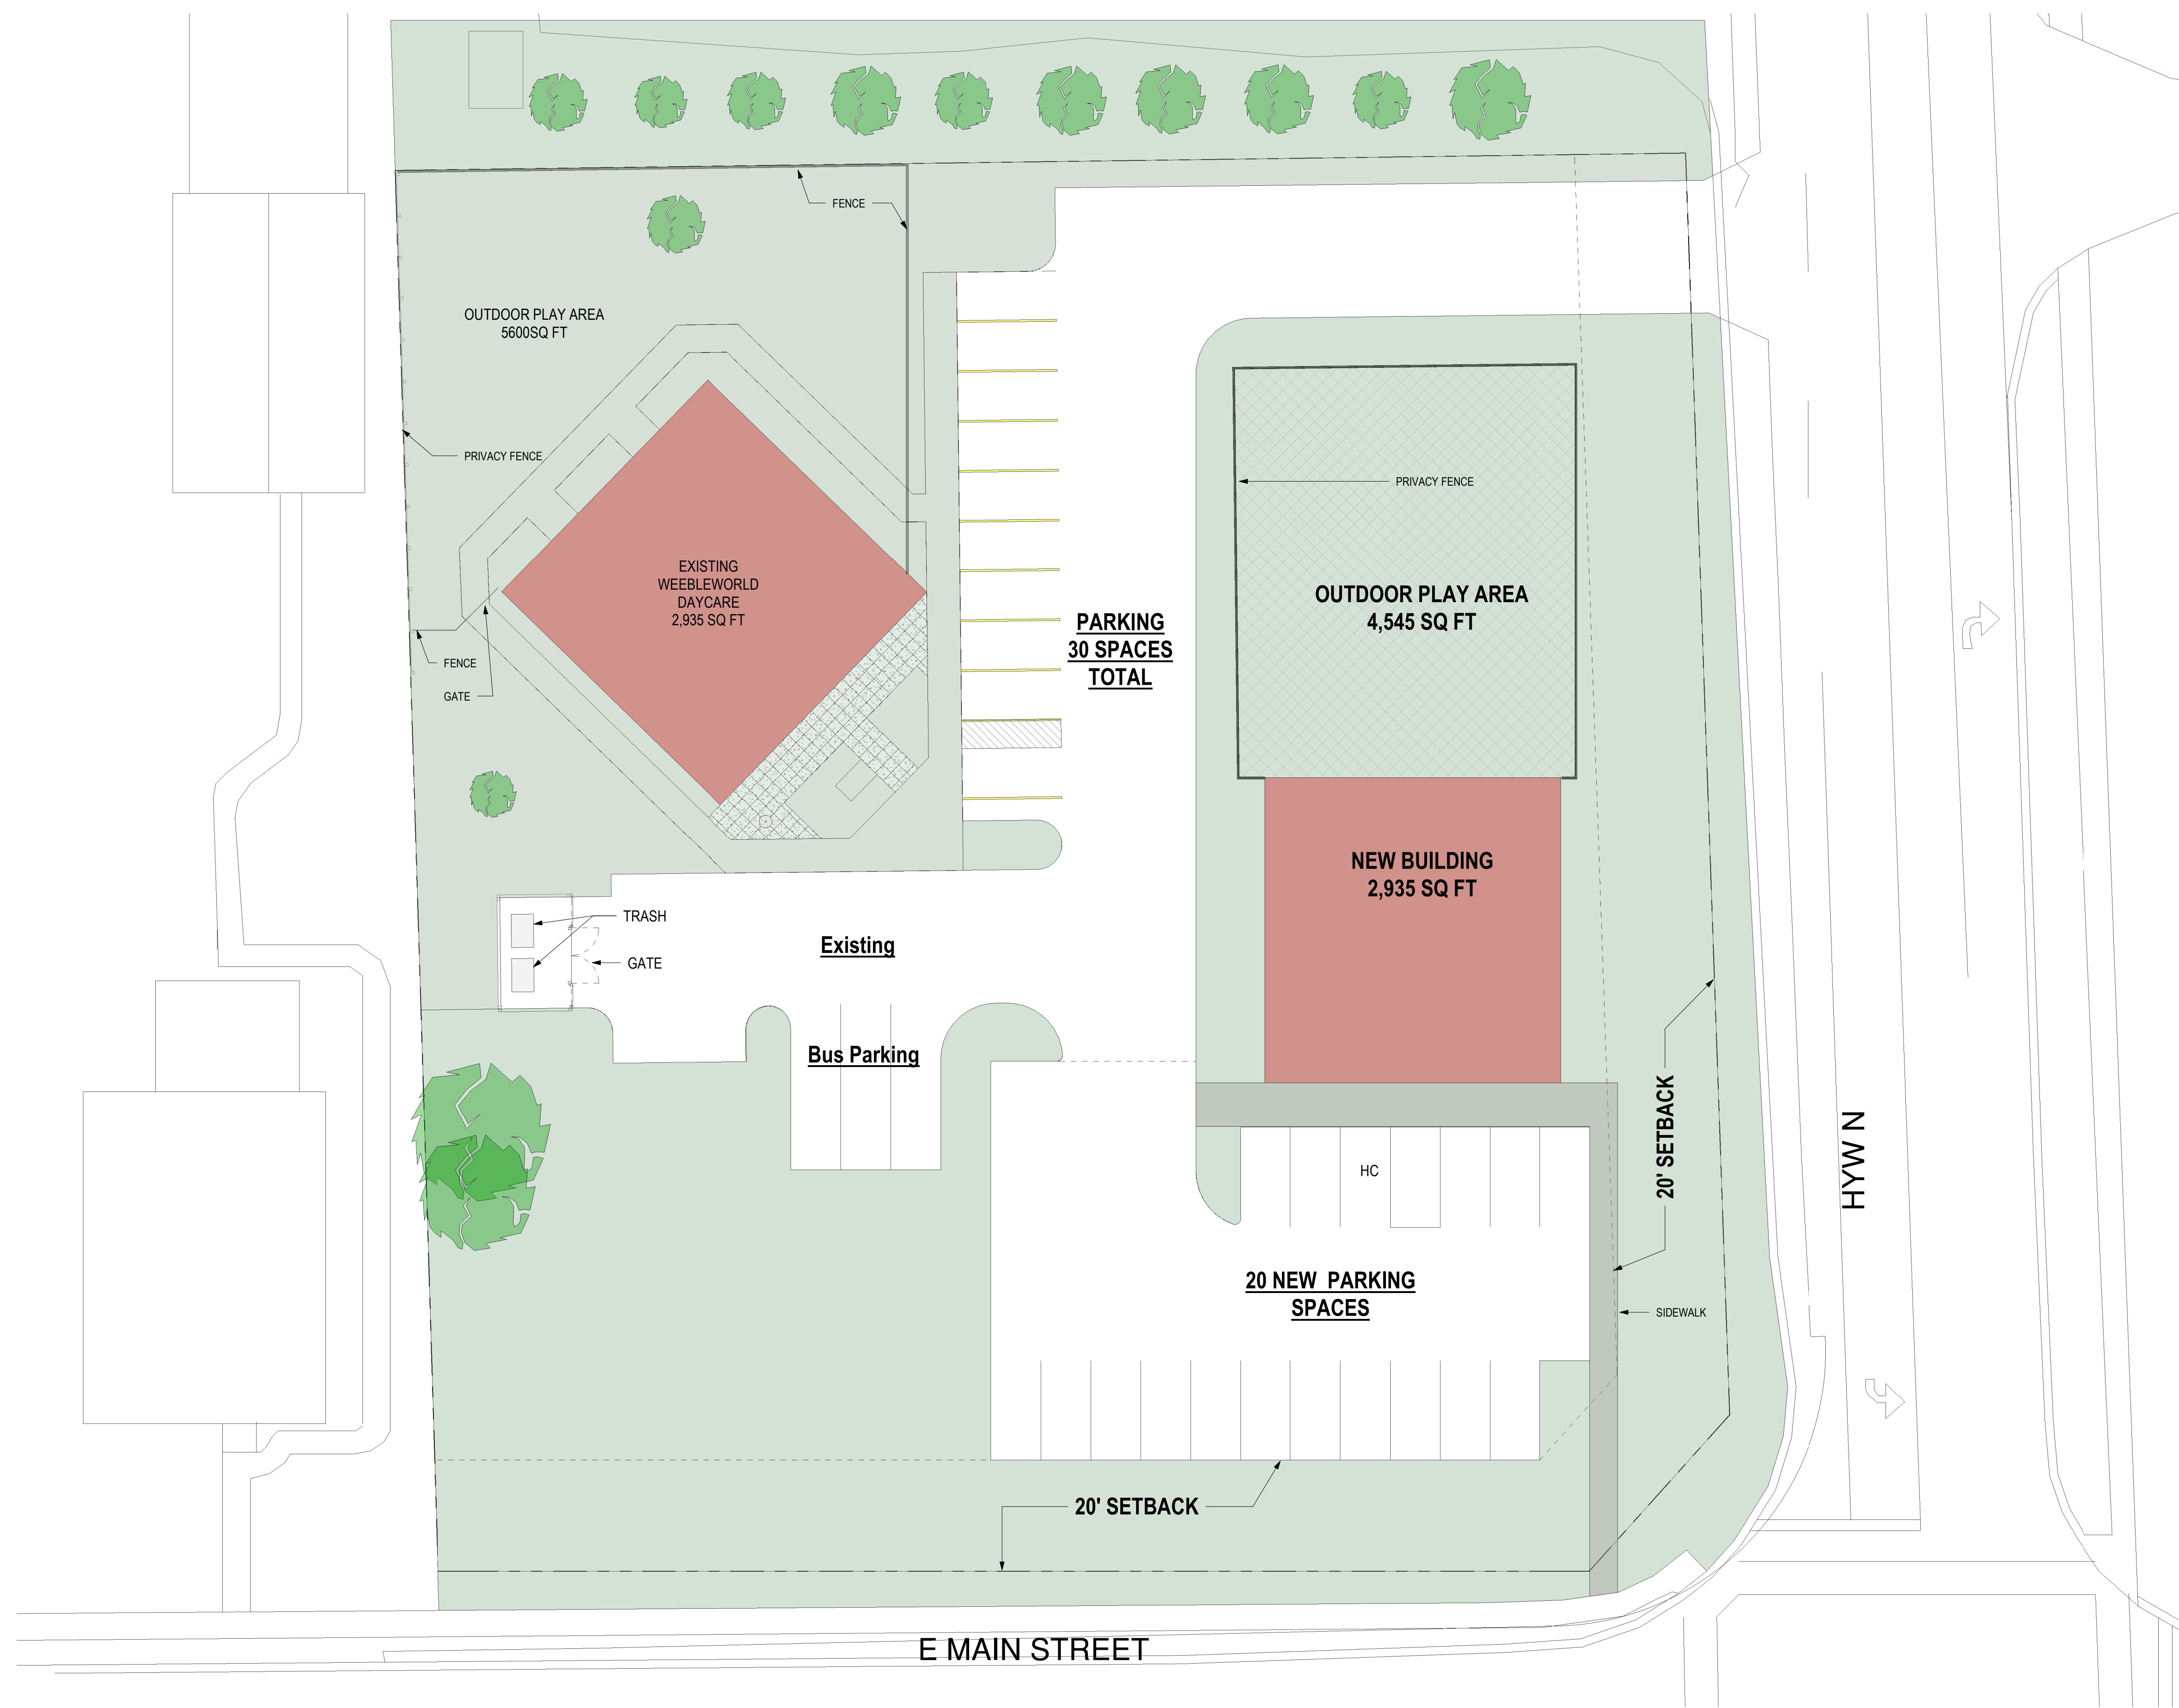 FENCE
OUTDOOR PLAY AREA
5600SQ FT
PRIVACY FENCE
PRIVACY FENCE
EXISTING
WEEBLEWORLD
DAYCARE
2,935 SQ FT
FENCE
GATE
PARKING
30 SPACES
TOTAL
OUTDOOR PLAY AREA
4,545 SQ FT
NEW BUILDING
2,935 SQ FT
TRASH
GATE
Existing
Bus Parking
HC
20' SETBACK
HYW N
20 NEW PARKING
SPACES
SIDEWALK
20' SETBACK
E MAIN STREET